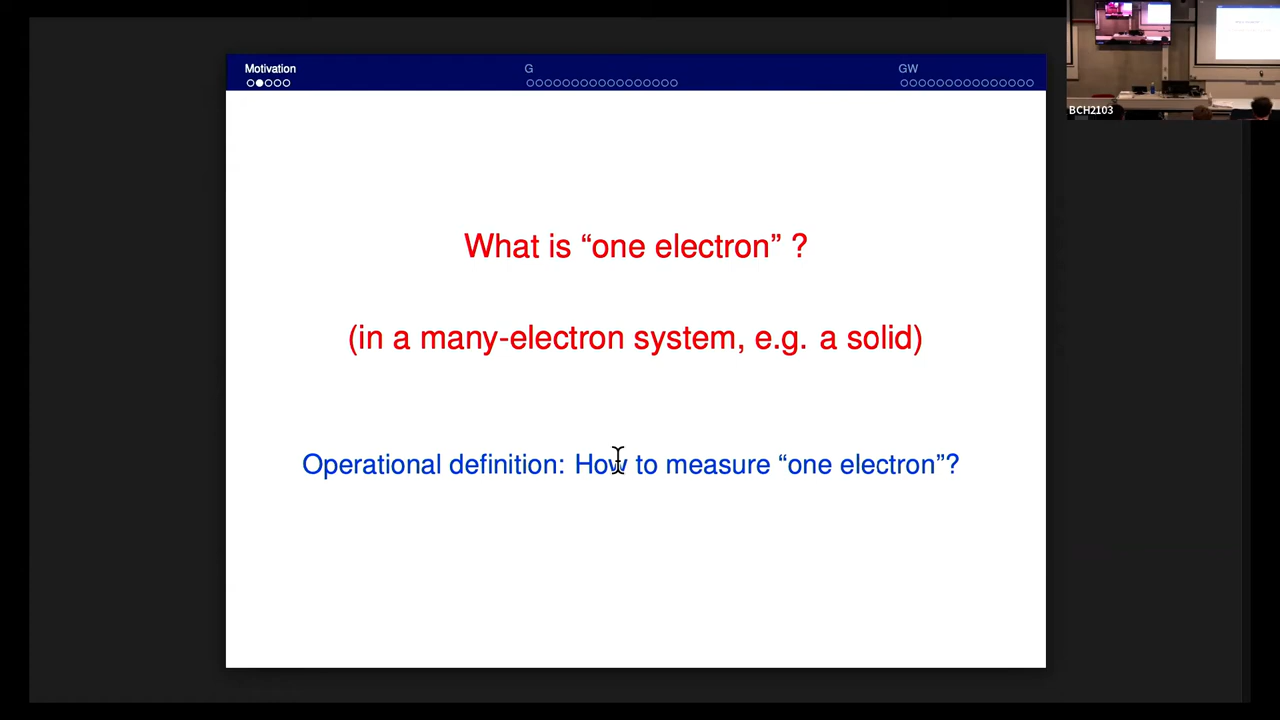 Motivation
G
GW
BCH2103
What is “one electron” ?
(in a many-electron system, e.g. a solid)
Operational definition: How to measure “one electron”?